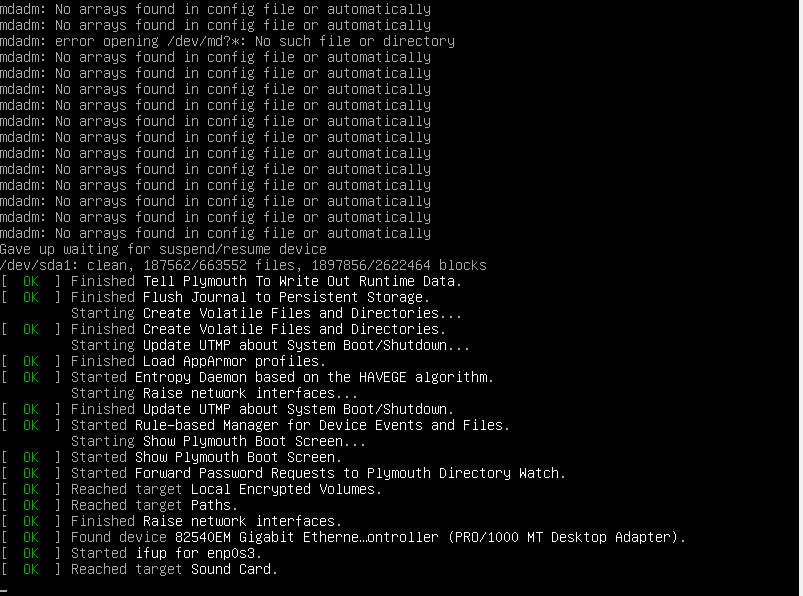 mdadm: No arrays found in config file or automatically
mdadm: No arrays found in config file or automatically
mdadm: error opening /dev/md?*: No such file or directory
mdadm: No arrays found in config file or automatically
mdadm: No arrays found in config file or automatically
mdadm: No arrays found in config file or automatically
mdadm: No arrays found in config file or automatically
mdadm: No arrays found in config file or automatically
mdadm: No arrays found in config file or automatically
mdadm: No arrays found in config file or automatically
mdadm: No arrays found in config file or automatically
mdadm: No arrays found in config file or automatically
mdadm: No arrays found in config file or automatically
mdadm: No arrays found in config file or automatically
mdadm: No arrays found in config file or automatically
Gave up waiting for suspend/resume device
/dev/sda1: clean, 187562/663552 files, 1897856/2622464 blocks
[  OK  ] Finished Tell Plymouth To Write Out Runtime Data.
[  OK  ] Finished Flush Journal to Persistent Storage.
Starting Create Volatile Files and Directories...
[  OK  ] Finished Create Volatile Files and Directories.
Starting Update UTMP about System Boot/Shutdown...
[  OK  ] Finished Load AppArmor profiles.
[  OK  ] Started Entropy Daemon based on the HAVEGE algorithm.
Starting Raise network interfaces...
[  OK  ] Finished Update UTMP about System Boot/Shutdown.
[  OK  ] Started Rule-based Manager for Device Events and Files.
Starting Show Plymouth Boot Screen...
[  OK  ] Started Show Plymouth Boot Screen.
[  OK  ] Started Forward Password Requests to Plymouth Directory Watch.
[  OK  ] Reached target Local Encrypted Volumes.
[  OK  ] Reached target Paths.
[  OK  ] Finished Raise network interfaces.
[  OK  ] Found device 82540EM Gigabit Etherne…ontroller (PRO/1000 MT Desktop Adapter).
[  OK  ] Started ifup for enp0s3.
[  OK  ] Reached target Sound Card.